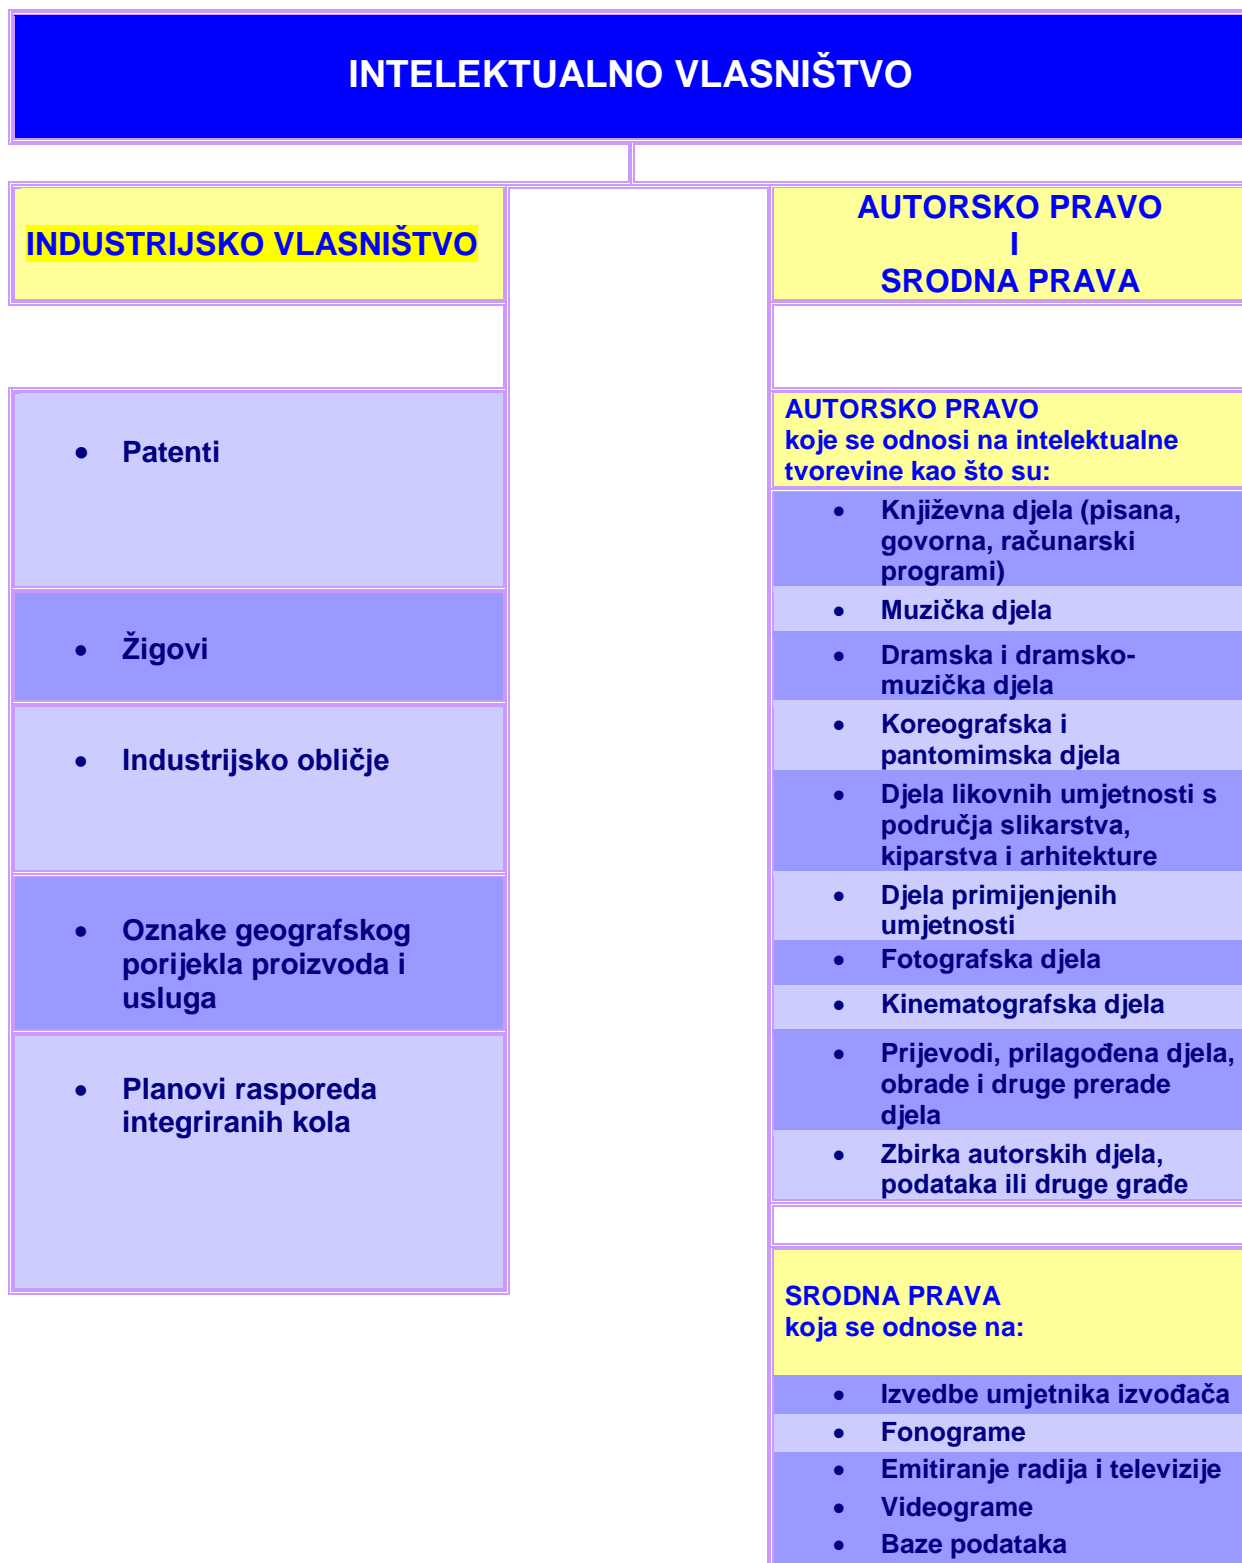 INTELEKTUALNO VLASNIŠTVO
INDUSTRIJSKO VLASNIŠTVO
• Patenti
• Žigovi
• Industrijsko obličje
• Oznake geografskog
porijekla proizvoda i
usluga
• Planovi rasporeda
integriranih kola
AUTORSKO PRAVO
I
SRODNA PRAVA
AUTORSKO PRAVO
koje se odnosi na intelektualne
tvorevine kao što su:
• Književna djela (pisana,
govorna, računarski
programi)
• Muzička djela
• Dramska i dramsko-
muzička djela
• Koreografska i
pantomimska djela
• Djela likovnih umjetnosti s
područja slikarstva,
kiparstva i arhitekture
• Djela primijenjenih
umjetnosti
• Fotografska djela
• Kinematografska djela
• Prijevodi, prilagođena djela,
obrade i druge prerade
djela
• Zbirka autorskih djela,
podataka ili druge građe
SRODNA PRAVA
koja se odnose na:
• Izvedbe umjetnika izvođača
• Fonograme
• Emitiranje radija i televizije
• Videograme
• Baze podataka